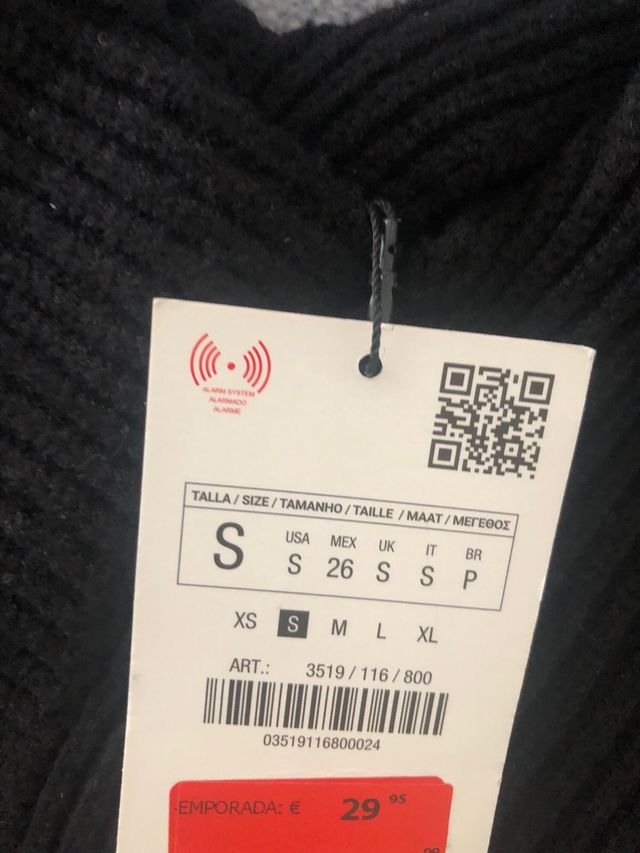 ALARM SYSTEM
ALARMADO
ALARME
TALLA / SIZE / TAMANHO / TAILLE / MAAT / ΜΕΓΕΘΟΣ
S
USA MEX UK IT BR
S 26 S S P
XS S M L XL
ART.: 3519 / 116 / 800
03519116800024
EMPORADA: € 29 95